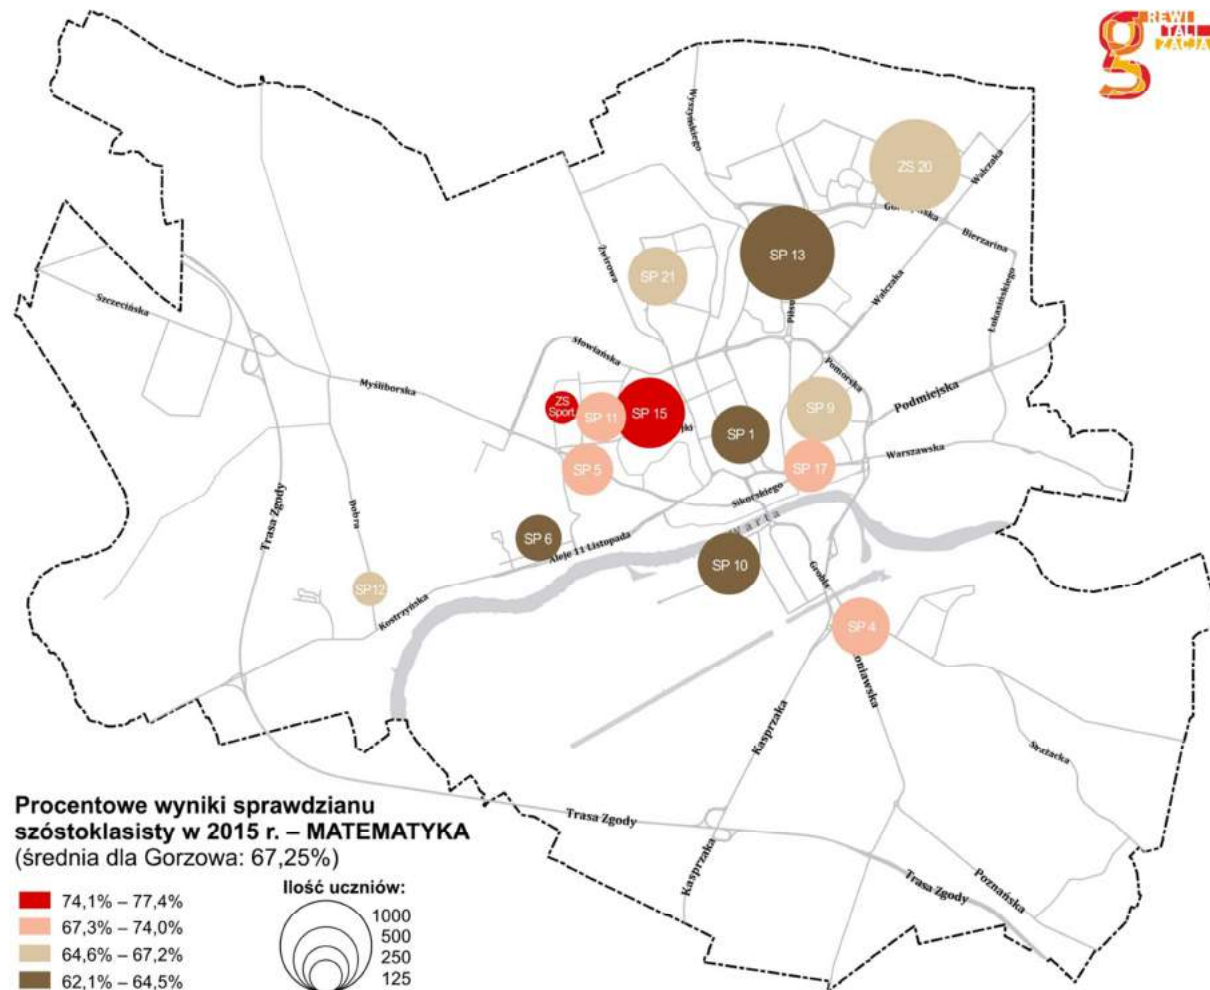 REWI
TALI
ZACJA
Wyszyńskiego
ZS 20
Walczaka
Bierzarina
Łukasińskiego
SP 13
SP 21
Żwirowa
Walczaka
Szczecińska
Mowiańska
Myśliborska
Pomorska
Podmiejska
ZS
Sport.
SP 11
SP 15
SP 1
SP 9
SP 5
SP 17
Warszawska
Sikorskiego
Trasa Zgody
Dobra
SP 6
Aleje 11 Listopada
Warta
SP 10
Grobla
SP12
Kostrzyńska
SP 4
oniawska
Kasprzaka
Strażacka
Trasa Zgody
Kasprzaka
Trasa Zgody
Poznańska
Procentowe wyniki sprawdzianu
szóstoklasisty w 2015 r. – MATEMATYKA
(średnia dla Gorzowa: 67,25%)
74,1% – 77,4%
67,3% – 74,0%
64,6% – 67,2%
62,1% – 64,5%
Ilość uczniów:
1000
500
250
125